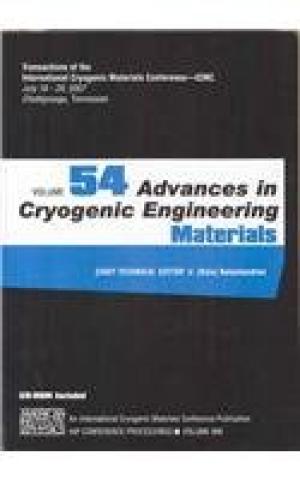 Transactions of the
International Cryogenic Materials Conference—ICMC
July 16 - 20, 2007
Chattanooga, Tennessee
VOLUME 54 Advances in
Cryogenic Engineering
Materials
CHIEF TECHNICAL EDITOR U. (Balu) Balachandran
CD-ROM Included
An International Cryogenic Materials Conference Publication
AIP CONFERENCE PROCEEDINGS VOLUME